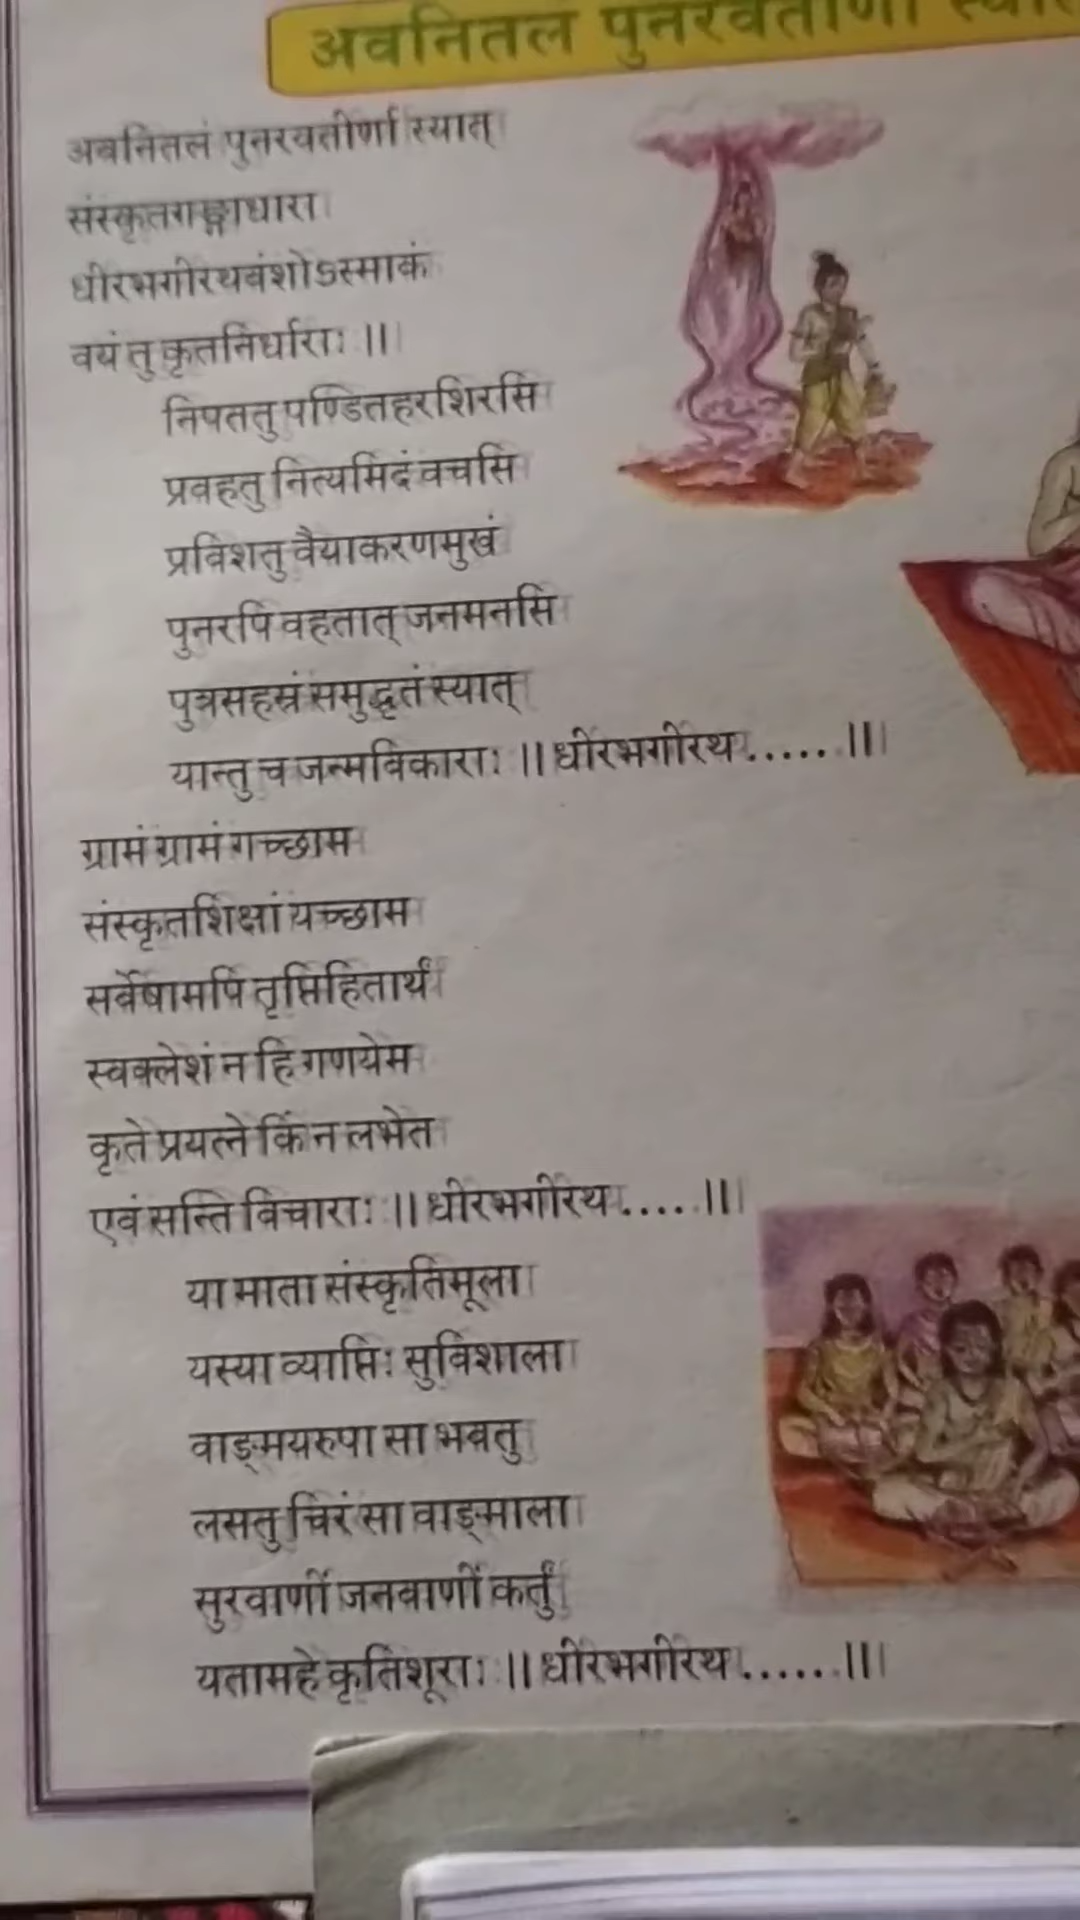 अवनितलं पुनरवतीर्णा
अवनितलं पुनरवतीर्णा स्यात्
संस्कृतगङ्गाधारा
धीरभगीरथवंशोऽस्माकं
वयं तु कृतनिर्धाराः ॥
निपततु पण्डितहरशिरसि
प्रवहतु नित्यमिदं वचसि
प्रविशतु वैयाकरणमुखं
पुनरपि वहतात् जनमनसि
पुत्रसहस्रं समुद्धृतं स्यात्
यान्तु च जन्मविकाराः ॥ धीरभगीरथ...... ॥
ग्रामं ग्रामं गच्छाम
संस्कृतशिक्षां यच्छाम
सर्वेषामपि तृप्तिहितार्थं
स्वक्लेशं न हि गणयेम
कृते प्रयत्ने किं न लभेत
एवं सन्ति विचाराः ॥ धीरभगीरथ..... ॥
या माता संस्कृतिमूला
यस्या व्याप्तिः सुविशाला
वाङ्मयरुपा सा भवतु
लसतु चिरं सा वाङ्माला
सुरवाणीं जनवाणीं कर्तुं
यतामहे कृतिशूराः ॥ धीरभगीरथ...... ॥